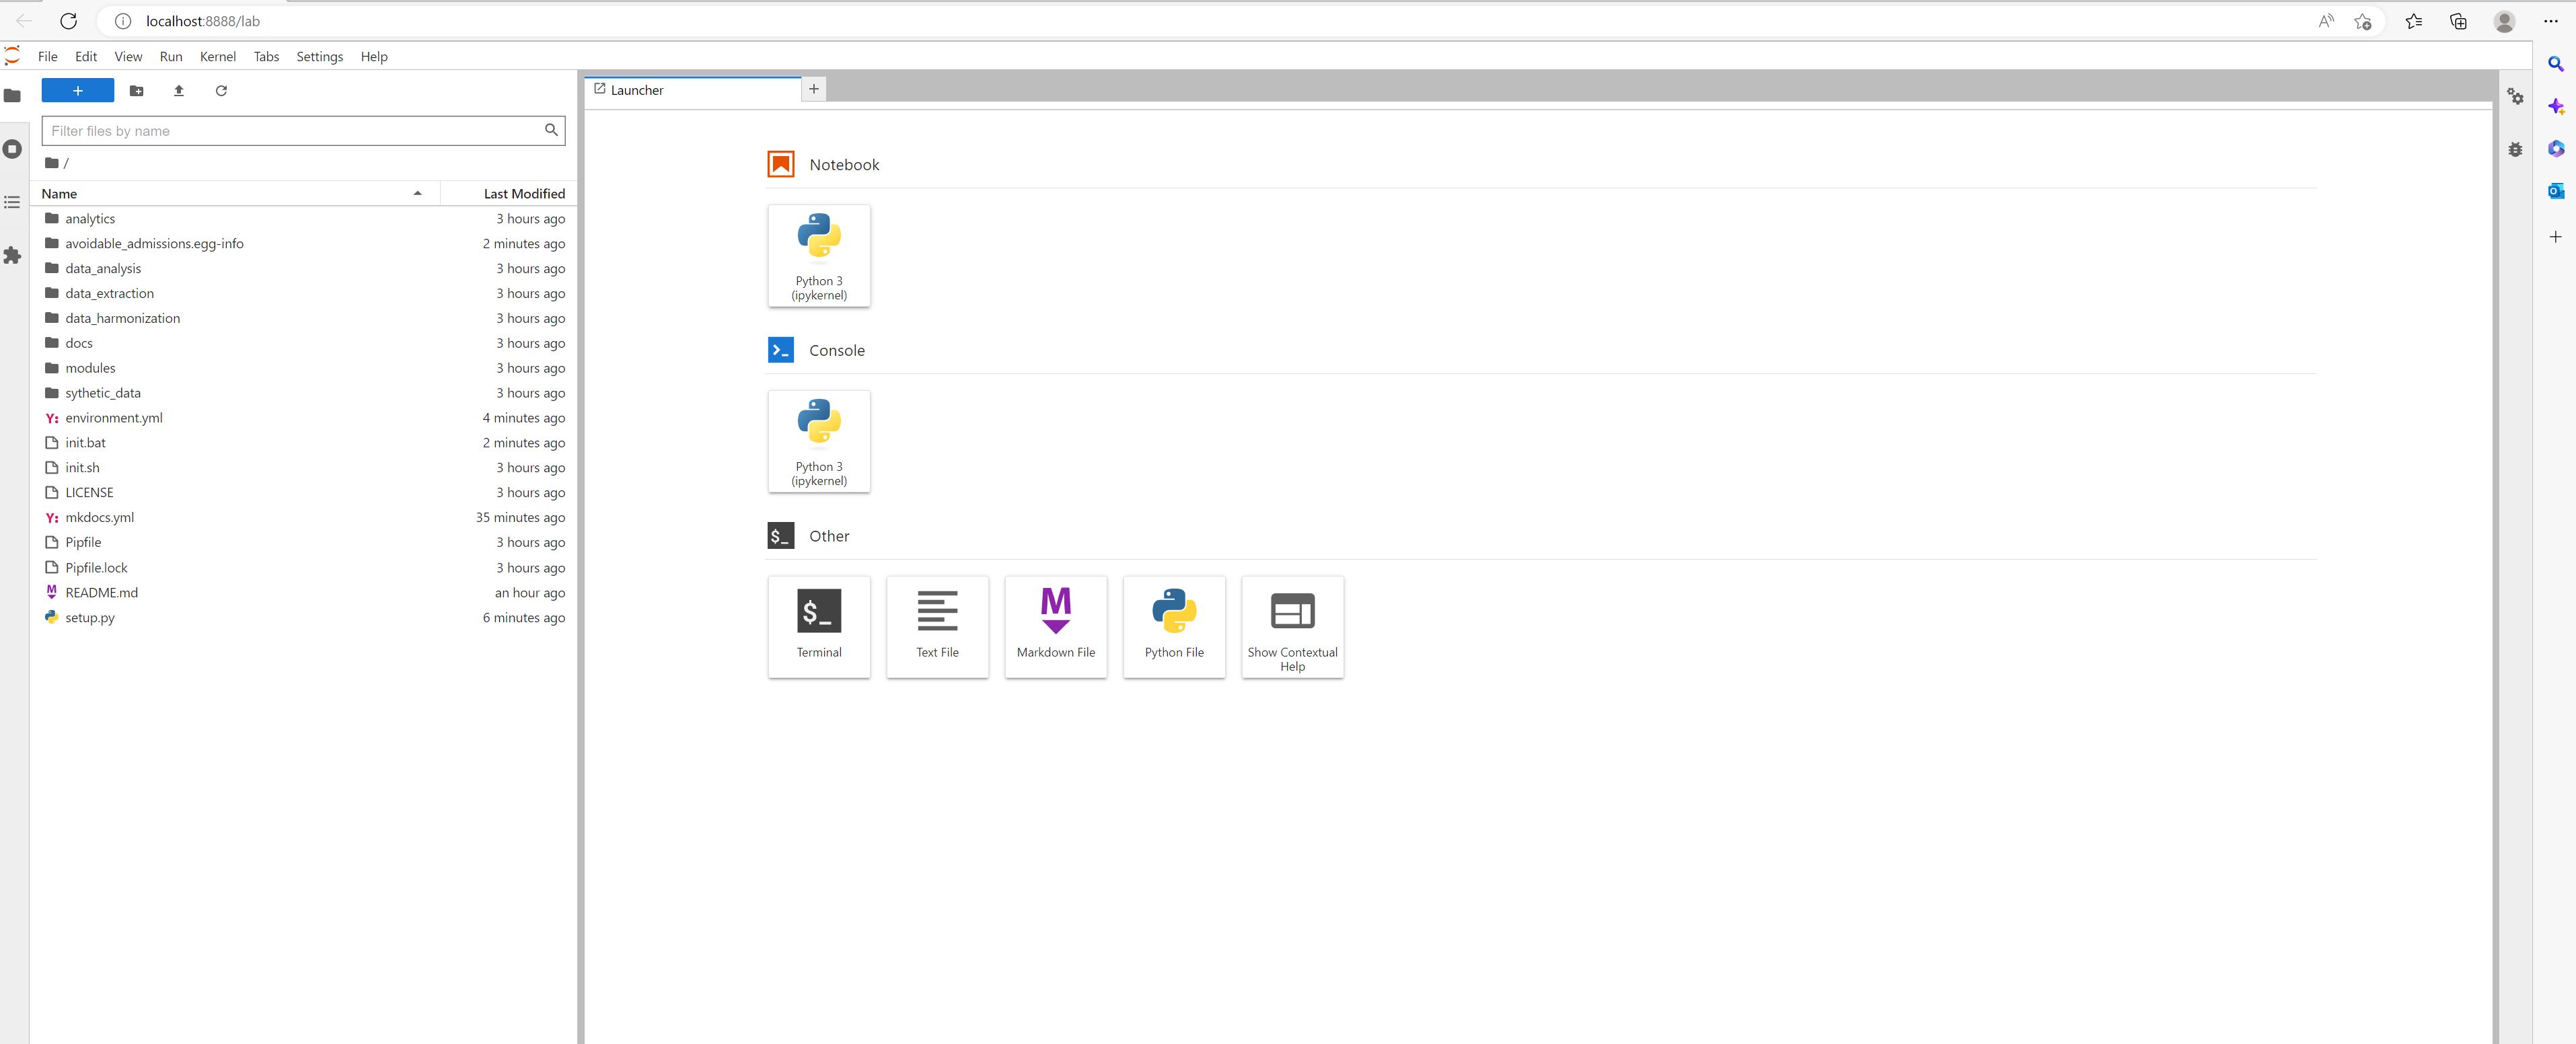 localhost:8888/lab
File Edit View Run Kernel Tabs Settings Help
Filter files by name
/
Name Last Modified
analytics 3 hours ago
avoidable_admissions.egg-info 2 minutes ago
data_analysis 3 hours ago
data_extraction 3 hours ago
data_harmonization 3 hours ago
docs 3 hours ago
modules 3 hours ago
sythetic_data 3 hours ago
Y: environment.yml 4 minutes ago
init.bat 2 minutes ago
init.sh 3 hours ago
LICENSE 3 hours ago
Y: mkdocs.yml 35 minutes ago
Pipfile 3 hours ago
Pipfile.lock 3 hours ago
M README.md an hour ago
setup.py 6 minutes ago
Launcher
Notebook
Python 3
(ipykernel)
>_ Console
Python 3
(ipykernel)
$_ Other
$_
Terminal
Text File
M
Markdown File
Python File
Show Contextual
Help